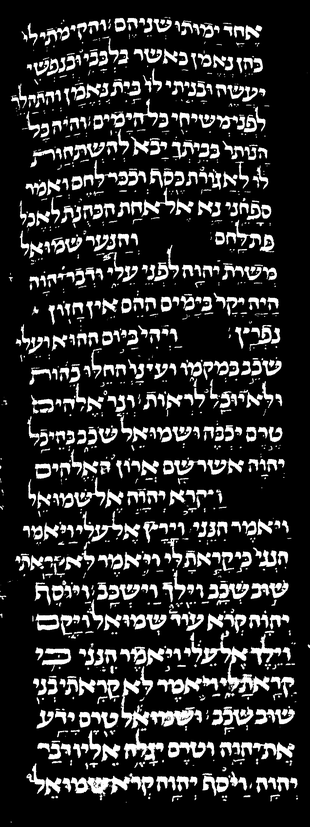 אחד ימותו שניהם והקימתי לי
כהן נאמן כאשר בלבבי ובנפשי
יעשה ובניתי לו בית נאמן והתהלך
לפני משיחי כל הימים והיה כל
הנותר בביתך יבא להשתחות
לו לאגורת כסף וככר לחם ואמר
ספחני נא אל אחת הכהנת לאכל
פת לחם והנער שמואל
משרת יהוה לפני עלי ודבר יהוה
היה יקר בימים ההם אין חזון
נפרץ ויהי ביום ההוא ועלי
שכב במקמו ועיניו החלו כהות
ולא יוכל לראות ונר אלהים
טרם יכבה ושמואל שכב בהיכל
יהוה אשר שם ארון האלהים
ויקרא יהוה אל שמואל
ויאמר הנני וירץ אל עלי ויאמר
הנני כי קראת לי ויאמר לא קראתי
שוב שכב וילך וישכב ויוסף
יהוה קרא עוד שמואל ויקם
וילך אל עלי ויאמר הנני כי
קראת לי ויאמר לא קראתי בני
שוב שכב ושמואל טרם ידע
את יהוה וטרם יגלה אליו דבר
יהוה ויסף יהוה קרא שמואל